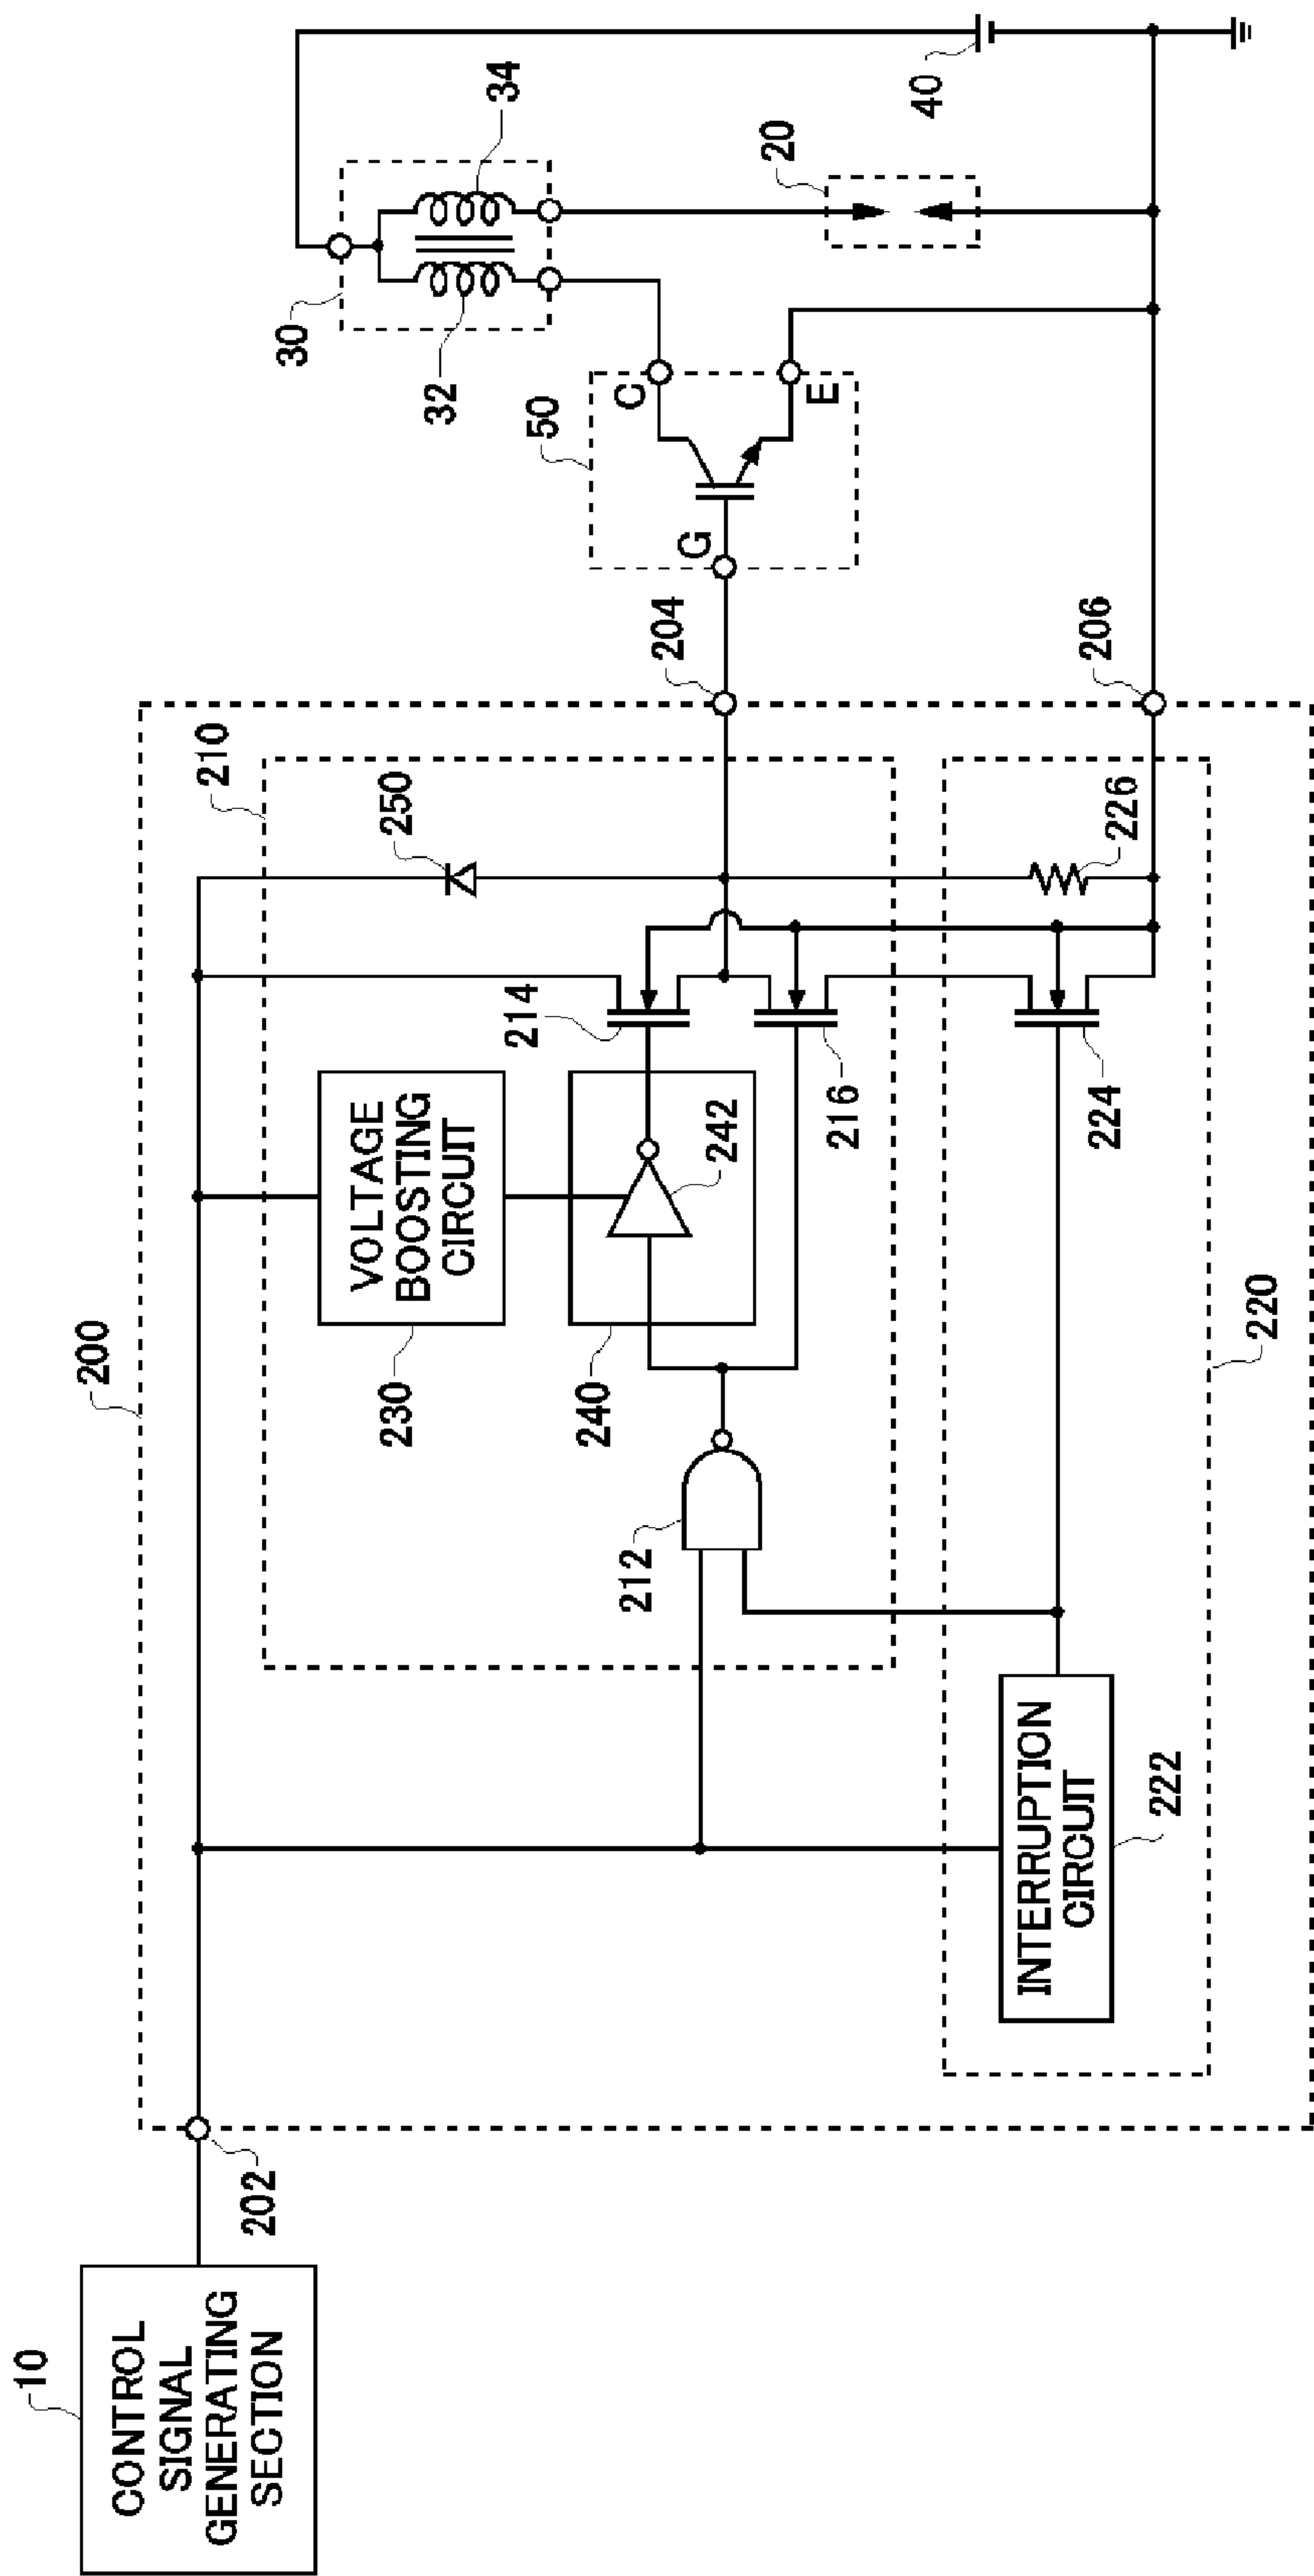 10
CONTROL
SIGNAL
GENERATING
SECTION
202
200
210
230
VOLTAGE
BOOSTING
CIRCUIT
240
242
212
214
216
250
204
206
220
222
INTERRUPTION
CIRCUIT
224
226
50
G
C
E
30
32
34
20
40